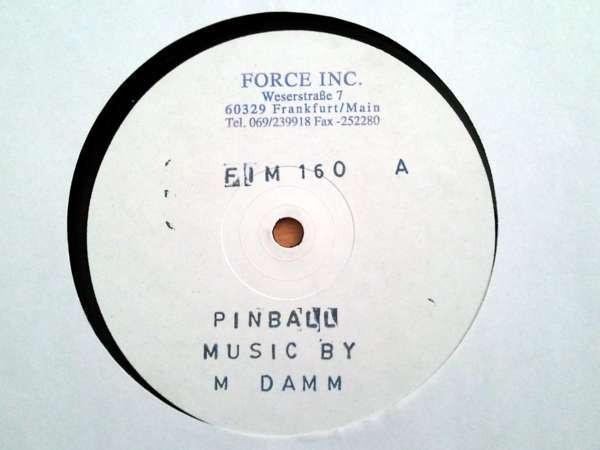 FORCE INC.
Weserstraße 7
60329 Frankfurt/Main
Tel. 069/239918 Fax -252280
FIM 160 A
PINBALL
MUSIC BY
M DAMM